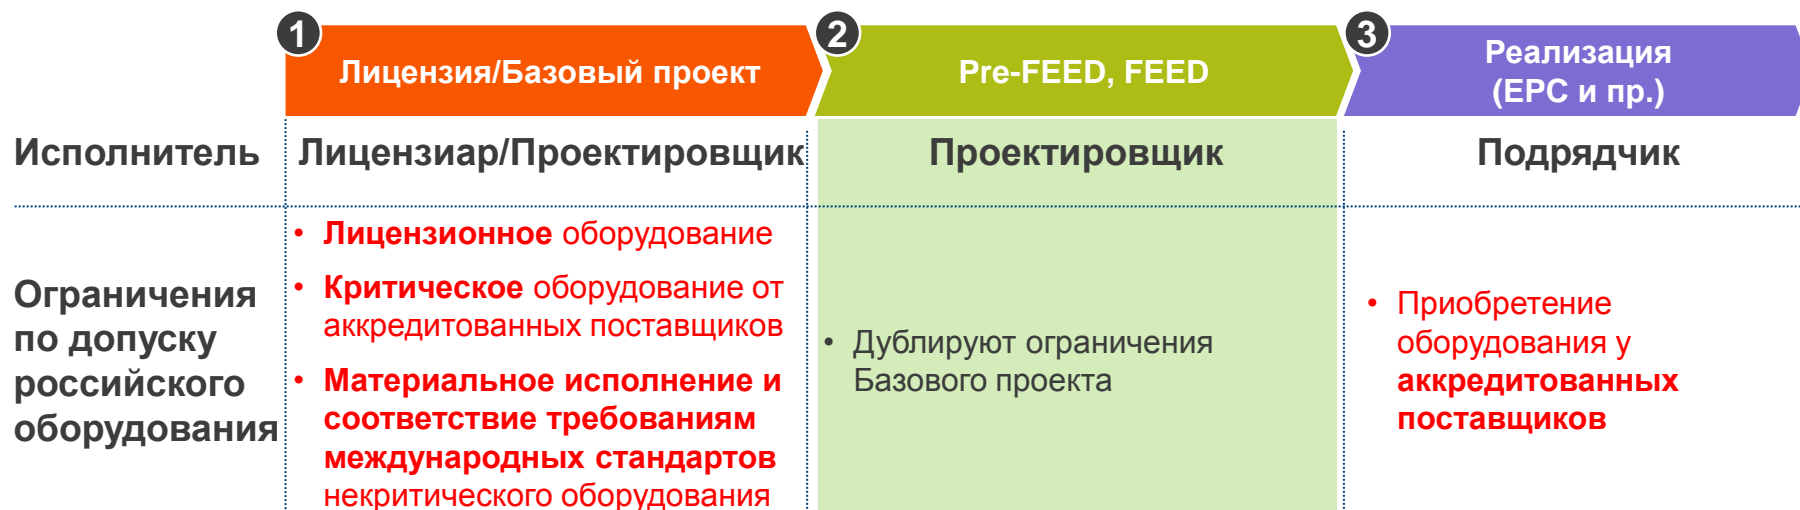 1
Лицензия/Базовый проект
2
Pre-FEED, FEED
3
Реализация
(EPC и пр.)
Исполнитель
Лицензиар/Проектировщик
Проектировщик
Подрядчик
Ограничения
по допуску
российского
оборудования
• Лицензионное оборудование
• Критическое оборудование от
аккредитованных поставщиков
• Материальное исполнение и
соответствие требованиям
международных стандартов
некритического оборудования
• Дублируют ограничения
Базового проекта
• Приобретение
оборудования у
аккредитованных
поставщиков